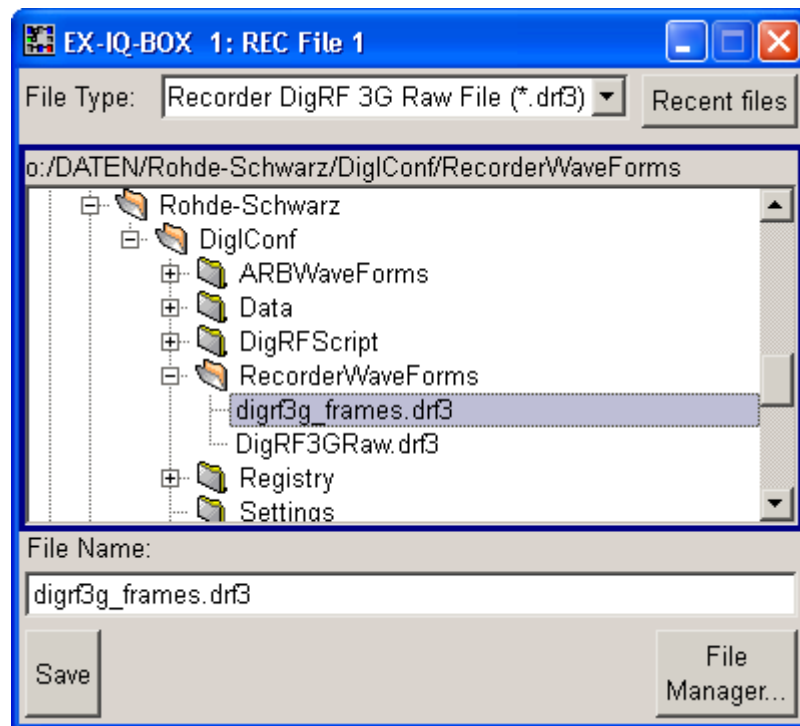 EX-IQ-BOX 1: REC File 1
File Type: Recorder DigRF 3G Raw File (*.drf3) Recent files
o:/DATEN/Rohde-Schwarz/DigIConf/RecorderWaveForms
Rohde-Schwarz
DigIConf
ARBWaveForms
Data
DigRFScript
RecorderWaveForms
digrf3g_frames.drf3
DigRF3GRaw.drf3
Registry
Settings
File Name:
digrf3g_frames.drf3
Save
File
Manager...